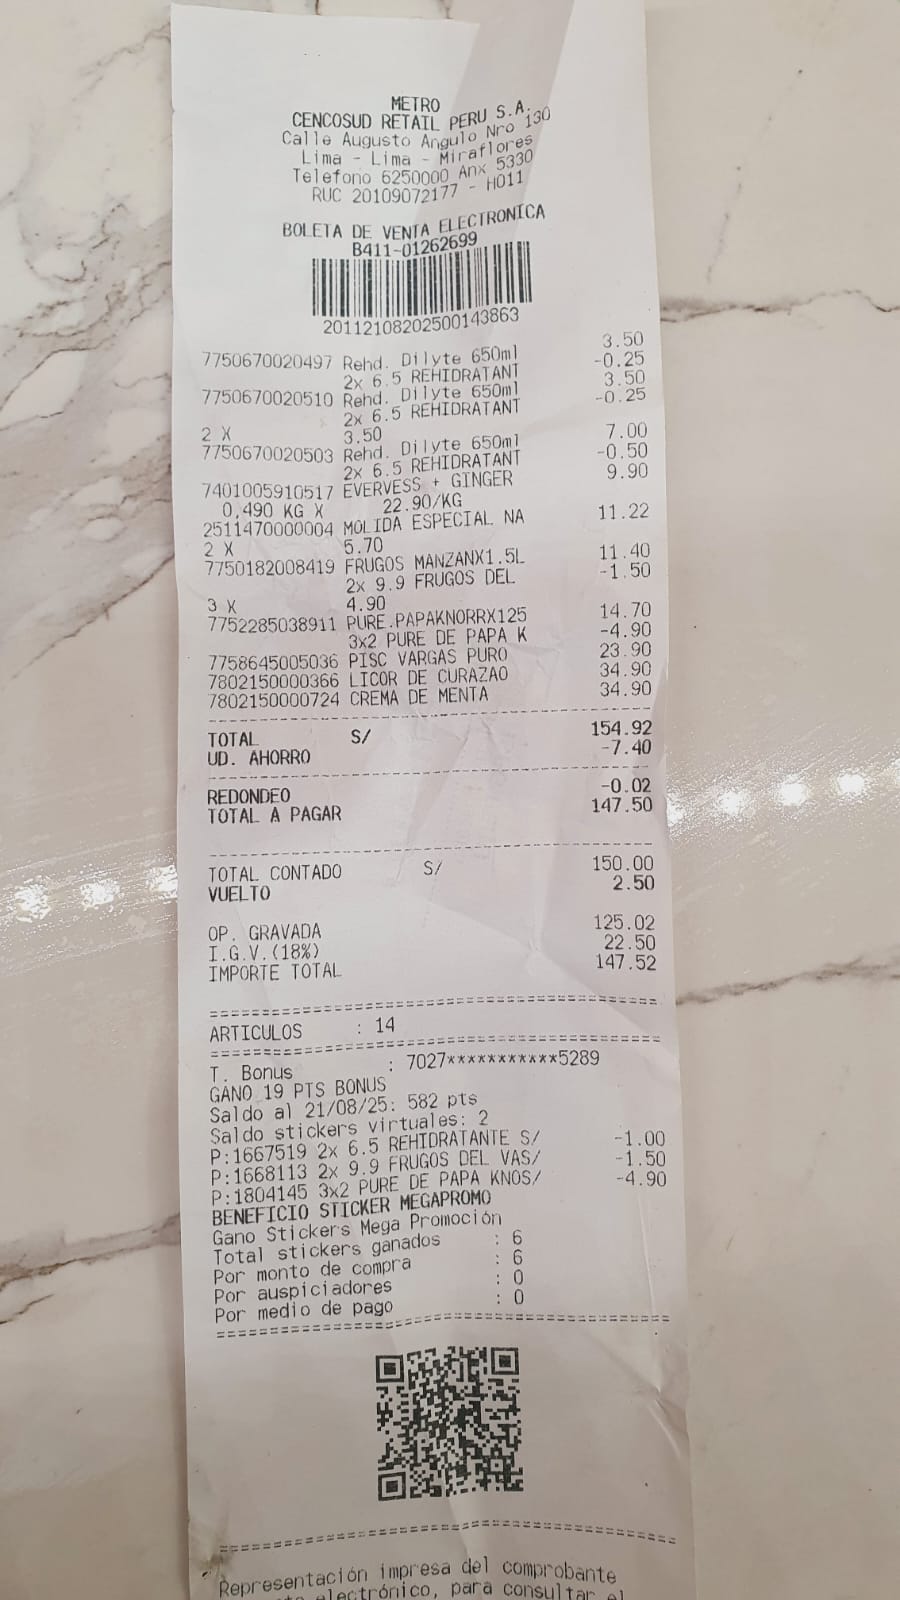 METRO
CENCOSUD RETAIL PERU S.A.
Calle Augusto Angulo Nro 130
Lima - Lima - Miraflores
Telefono 6250000 Anx 5330
RUC 20109072177 - H011
BOLETA DE VENTA ELECTRONICA
B411-01262699
20112108202500143863
7750670020497 Rehd. Dilyte 650ml 3.50
2x 6.5 REHIDRATANT -0.25
7750670020510 Rehd. Dilyte 650ml 3.50
2x 6.5 REHIDRATANT -0.25
2 X 3.50
7750670020503 Rehd. Dilyte 650ml 7.00
2x 6.5 REHIDRATANT -0.50
7401005910517 EVERVESS + GINGER 9.90
0,490 KG X 22.90/KG
2511470000004 MOLIDA ESPECIAL NA 11.22
2 X 5.70
7750182008419 FRUGOS MANZANX1.5L 11.40
2x 9.9 FRUGOS DEL -1.50
3 X 4.90
7752285038911 PURE.PAPAKNORRX125 14.70
3x2 PURE DE PAPA K -4.90
7758645005036 PISC VARGAS PURO 23.90
7802150000366 LICOR DE CURAZAO 34.90
7802150000724 CREMA DE MENTA 34.90
TOTAL S/ 154.92
UD. AHORRO -7.40
REDONDEO -0.02
TOTAL A PAGAR 147.50
TOTAL CONTADO S/ 150.00
VUELTO 2.50
OP. GRAVADA 125.02
I.G.V.(18%) 22.50
IMPORTE TOTAL 147.52
ARTICULOS : 14
T. Bonus : 7027***********5289
GANO 19 PTS BONUS
Saldo al 21/08/25: 582 pts
Saldo stickers virtuales: 2
P:1667519 2x 6.5 REHIDRATANTE S/ -1.00
P:1668113 2x 9.9 FRUGOS DEL VAS/ -1.50
P:1804145 3x2 PURE DE PAPA KNOS/ -4.90
BENEFICIO STICKER MEGAPROMO
Gano Stickers Mega Promoción
Total stickers ganados : 6
Por monto de compra : 6
Por auspiciadores : 0
Por medio de pago : 0
Representación impresa del comprobante
electrónico, para consultar el